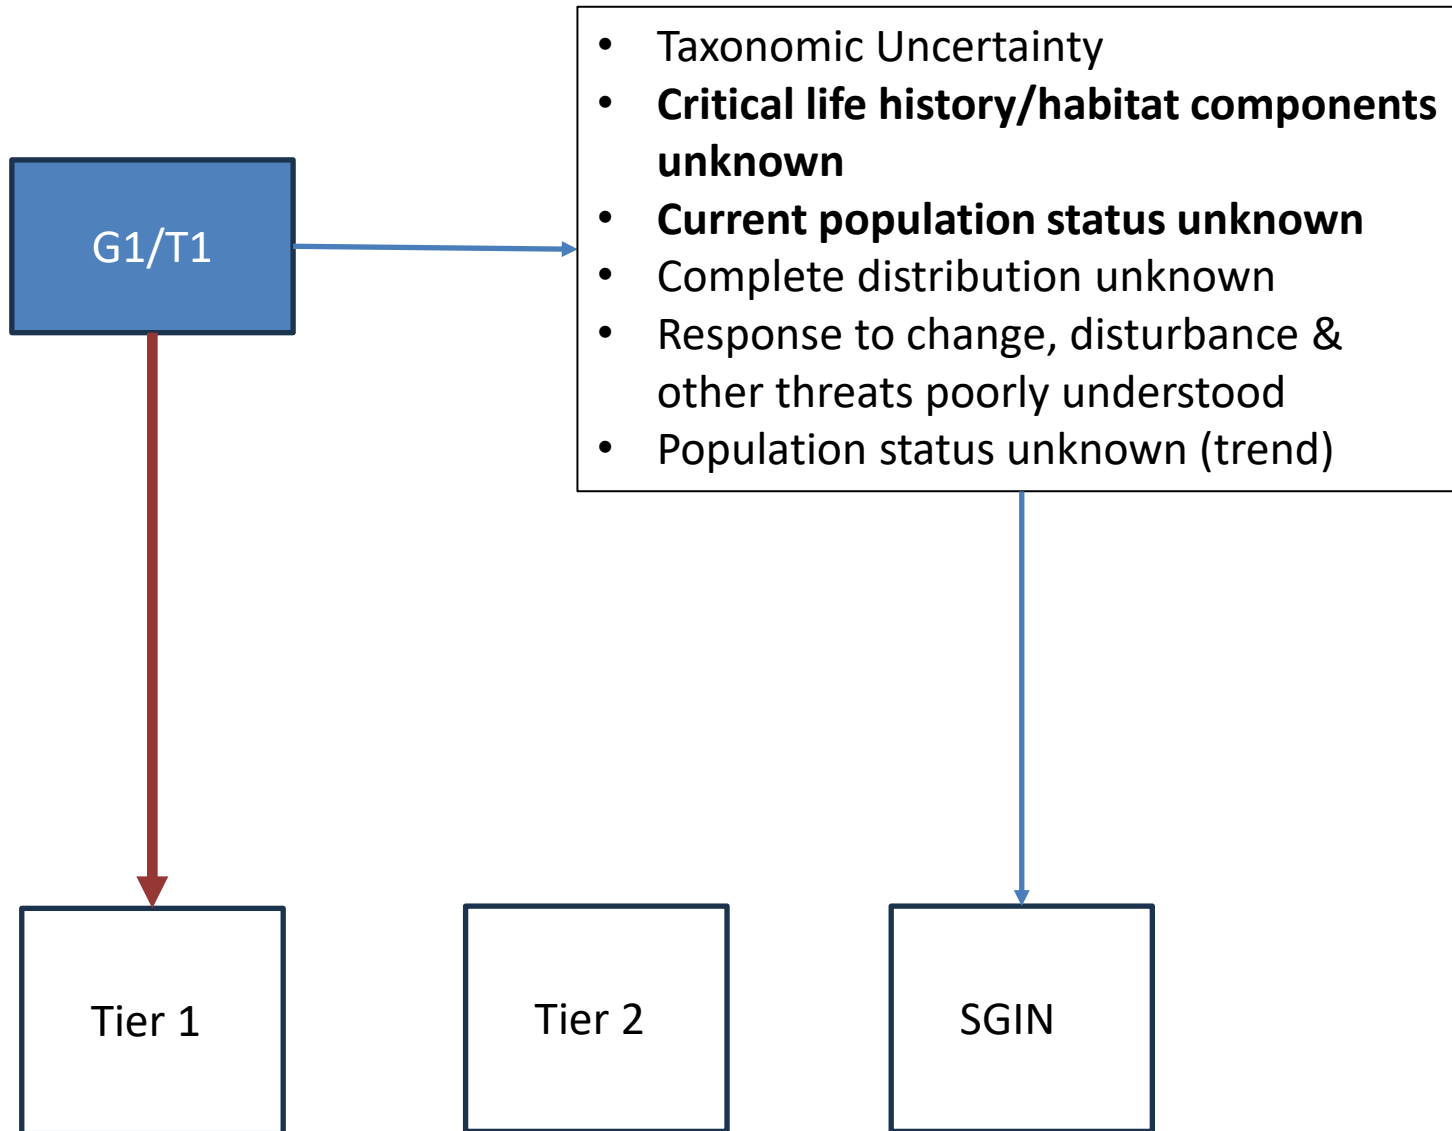 • Taxonomic Uncertainty
• Critical life history/habitat components
unknown
• Current population status unknown
• Complete distribution unknown
• Response to change, disturbance &
other threats poorly understood
• Population status unknown (trend)
G1/T1
Tier 1
Tier 2
SGIN